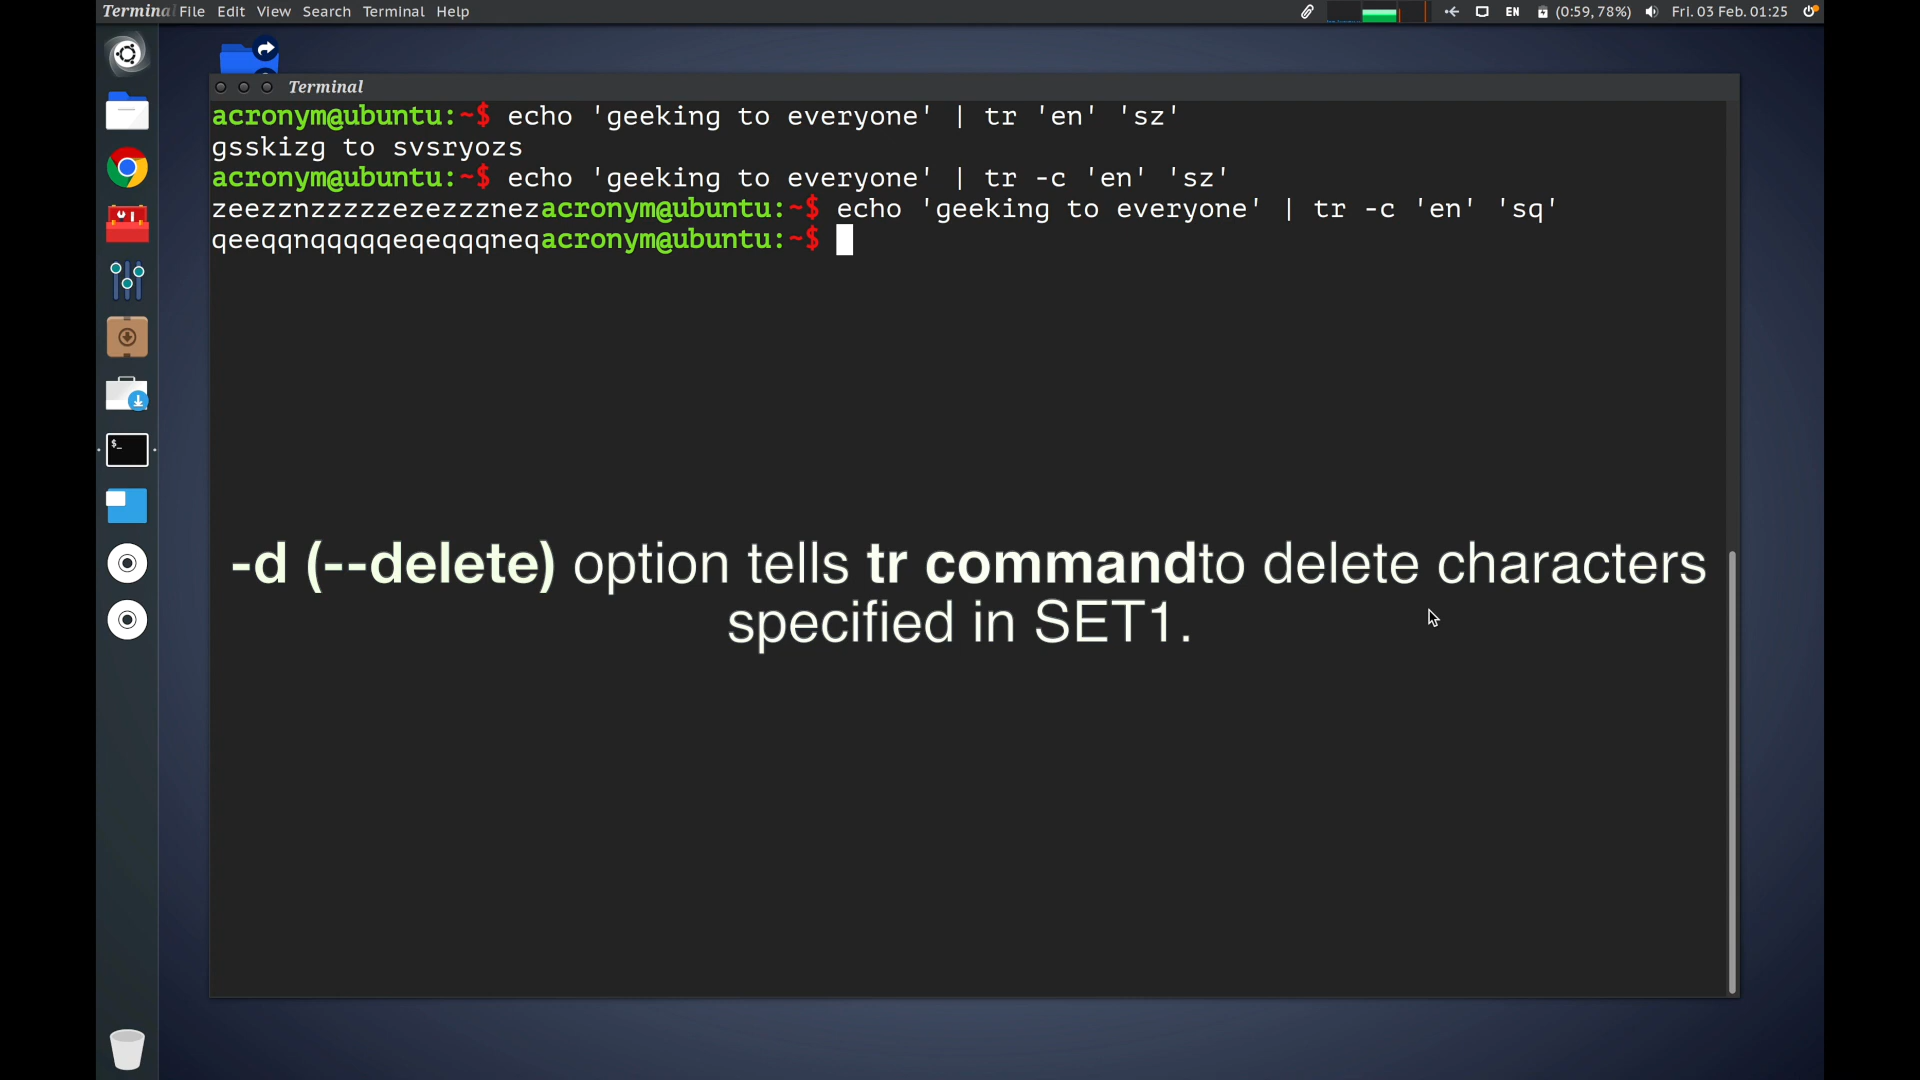 Terminal File Edit View Search Terminal Help EN (0:59, 78%) Fri. 03 Feb. 01:25
Terminal
acronym@ubuntu:~$ echo 'geeking to everyone' | tr 'en' 'sz'
gsskizg to svsryozs
acronym@ubuntu:~$ echo 'geeking to everyone' | tr -c 'en' 'sz'
zeezznzzzzzezezzznezacronym@ubuntu:~$ echo 'geeking to everyone' | tr -c 'en' 'sq'
qeeqqnqqqqqeqeqqqneqacronym@ubuntu:~$
$_
-d (--delete) option tells tr commandto delete characters
specified in SET1.